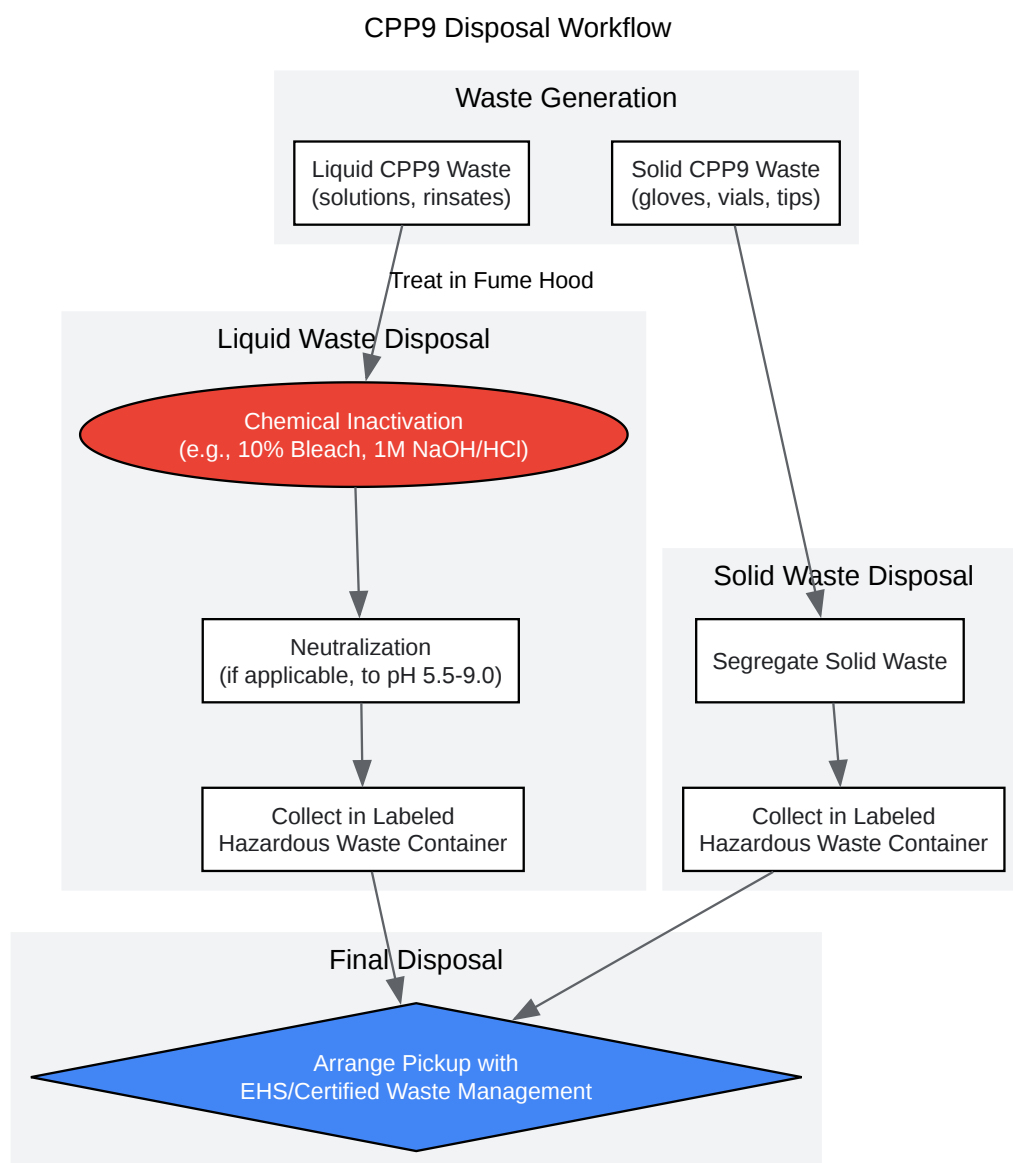 CPP9 Disposal Workflow
Waste Generation
Liquid CPP9 Waste
(solutions, rinsates)
Solid CPP9 Waste
(gloves, vials, tips)
Treat in Fume Hood
Liquid Waste Disposal
Chemical Inactivation
(e.g., 10% Bleach, 1M NaOH/HCl)
Neutralization
(if applicable, to pH 5.5-9.0)
Collect in Labeled
Hazardous Waste Container
Solid Waste Disposal
Segregate Solid Waste
Collect in Labeled
Hazardous Waste Container
Final Disposal
Arrange Pickup with
EHS/Certified Waste Management